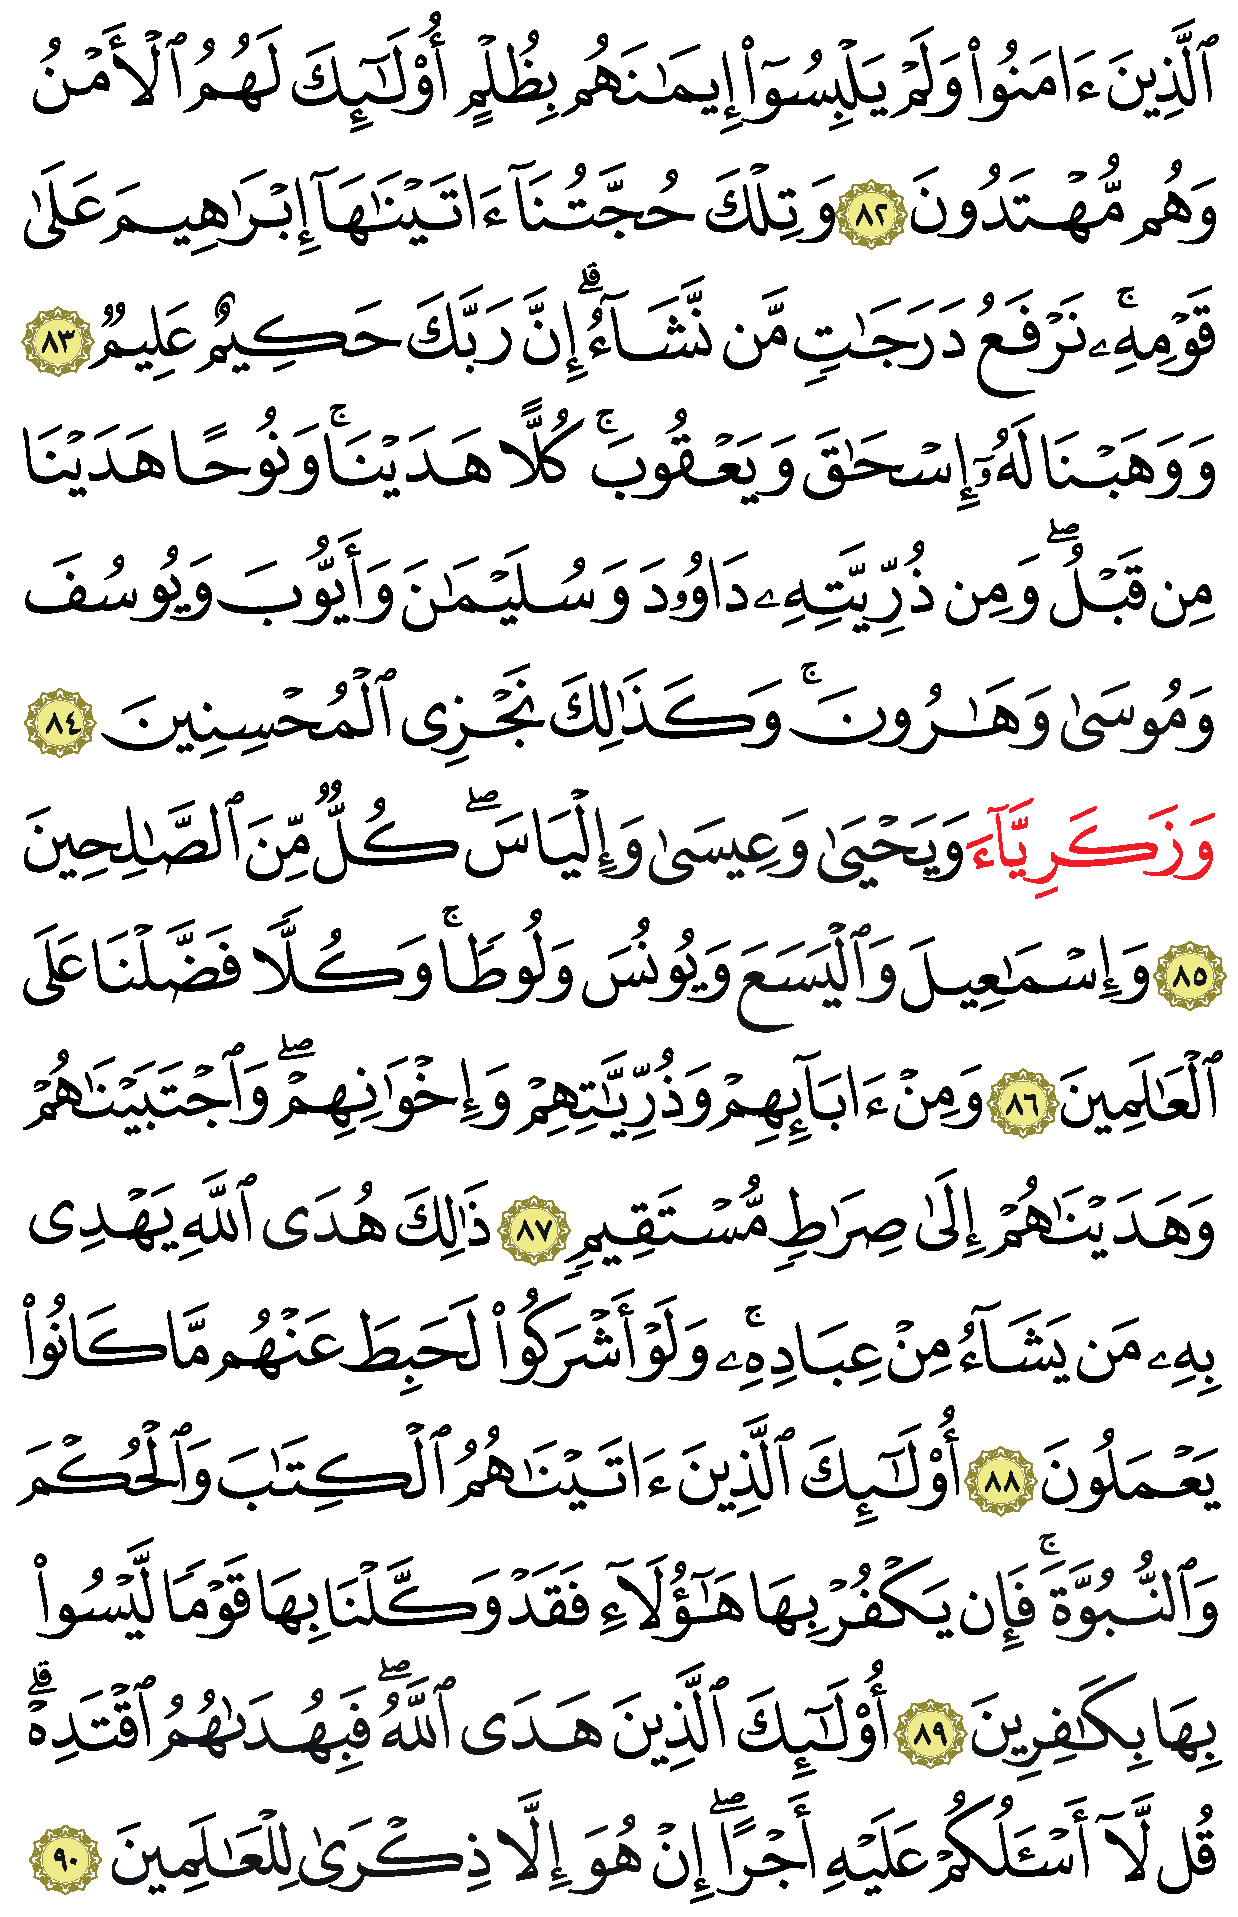 ٱلَّذِينَ ءَامَنُوا۟ وَلَمْ يَلْبِسُوٓا۟ إِيمَـٰنَهُم بِظُلْمٍ أُو۟لَـٰٓئِكَ لَهُمُ ٱلْأَمْنُ
وَهُم مُّهْتَدُونَ ٨٢ وَتِلْكَ حُجَّتُنَآ ءَاتَيْنَـٰهَآ إِبْرَٰهِيمَ عَلَىٰ
قَوْمِهِۦ ۚ نَرْفَعُ دَرَجَـٰتٍ مَّن نَّشَآءُ ۗ إِنَّ رَبَّكَ حَكِيمٌ عَلِيمٌ ٨٣
وَوَهَبْنَا لَهُۥٓ إِسْحَـٰقَ وَيَعْقُوبَ ۚ كُلًّا هَدَيْنَا ۚ وَنُوحًا هَدَيْنَا
مِن قَبْلُ ۖ وَمِن ذُرِّيَّتِهِۦ دَاوُۥدَ وَسُلَيْمَـٰنَ وَأَيُّوبَ وَيُوسُفَ
وَمُوسَىٰ وَهَـٰرُونَ ۚ وَكَذَٰلِكَ نَجْزِى ٱلْمُحْسِنِينَ ٨٤
وَزَكَرِيَّآءَ وَيَحْيَىٰ وَعِيسَىٰ وَإِلْيَاسَ ۖ كُلٌّ مِّنَ ٱلصَّـٰلِحِينَ
٨٥ وَإِسْمَـٰعِيلَ وَٱلْيَسَعَ وَيُونُسَ وَلُوطًا ۚ وَكُلًّا فَضَّلْنَا عَلَى
ٱلْعَـٰلَمِينَ ٨٦ وَمِنْ ءَابَآئِهِمْ وَذُرِّيَّـٰتِهِمْ وَإِخْوَٰنِهِمْ ۖ وَٱجْتَبَيْنَـٰهُمْ
وَهَدَيْنَـٰهُمْ إِلَىٰ صِرَٰطٍ مُّسْتَقِيمٍ ٨٧ ذَٰلِكَ هُدَى ٱللَّهِ يَهْدِى
بِهِۦ مَن يَشَآءُ مِنْ عِبَادِهِۦ ۚ وَلَوْ أَشْرَكُوا۟ لَحَبِطَ عَنْهُم مَّا كَانُوا۟
يَعْمَلُونَ ٨٨ أُو۟لَـٰٓئِكَ ٱلَّذِينَ ءَاتَيْنَـٰهُمُ ٱلْكِتَـٰبَ وَٱلْحُكْمَ
وَٱلنُّبُوَّةَ ۚ فَإِن يَكْفُرْ بِهَا هَـٰٓؤُلَآءِ فَقَدْ وَكَّلْنَا بِهَا قَوْمًا لَّيْسُوا۟
بِهَا بِكَـٰفِرِينَ ٨٩ أُو۟لَـٰٓئِكَ ٱلَّذِينَ هَدَى ٱللَّهُ ۖ فَبِهُدَىٰهُمُ ٱقْتَدِهْ ۗ
قُل لَّآ أَسْـَٔلُكُمْ عَلَيْهِ أَجْرًا ۖ إِنْ هُوَ إِلَّا ذِكْرَىٰ لِلْعَـٰلَمِينَ ٩٠